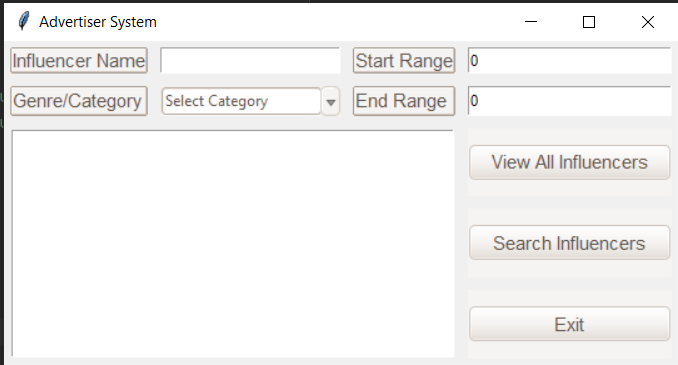 Advertiser System
Influencer Name Start Range 0
Genre/Category Select Category End Range 0
View All Influencers
Search Influencers
Exit